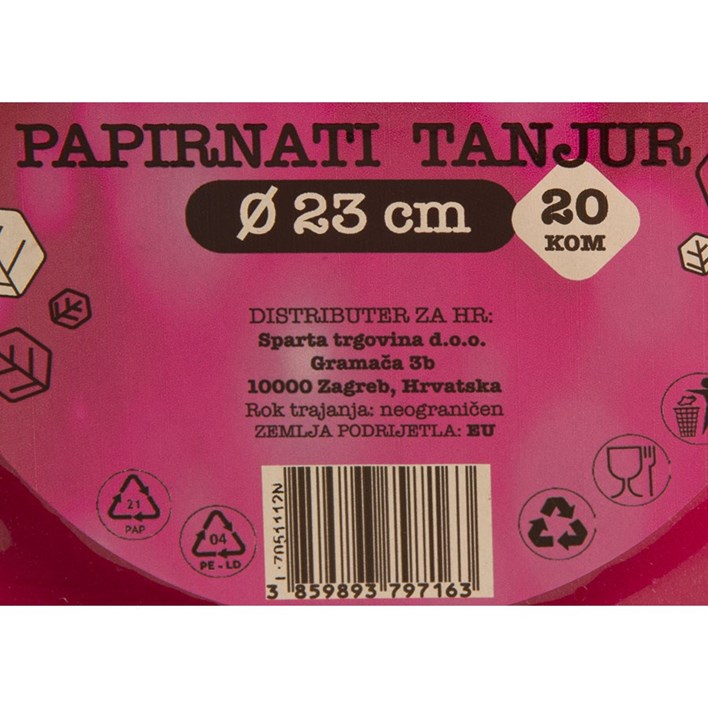 PAPIRNATI TANJUR
Ø 23 cm
20
KOM
DISTRIBUTER ZA HR:
Sparta trgovina d.o.o.
Gramača 3b
10000 Zagreb, Hrvatska
Rok trajanja: neograničen
ZEMLJA PODRIJETLA: EU
21
PAP
04
PE-LD
3 859893 797163